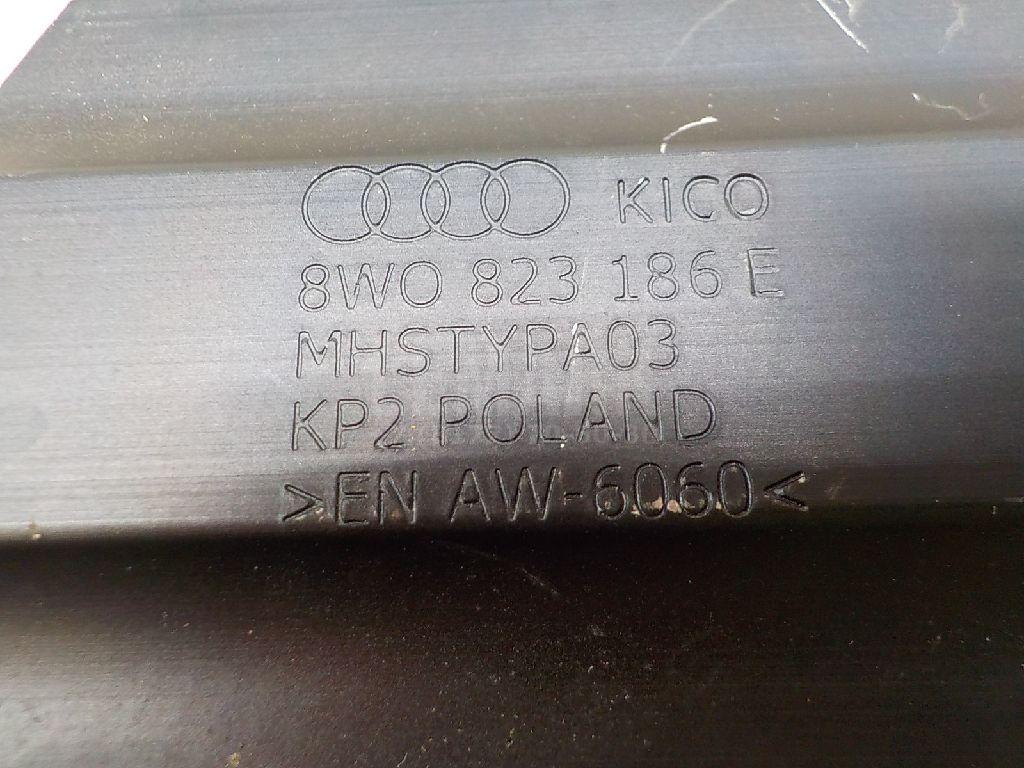 KICO
8W0 823 186 E
MHSTYPA03
KP2 POLAND
>EN AW-6060<